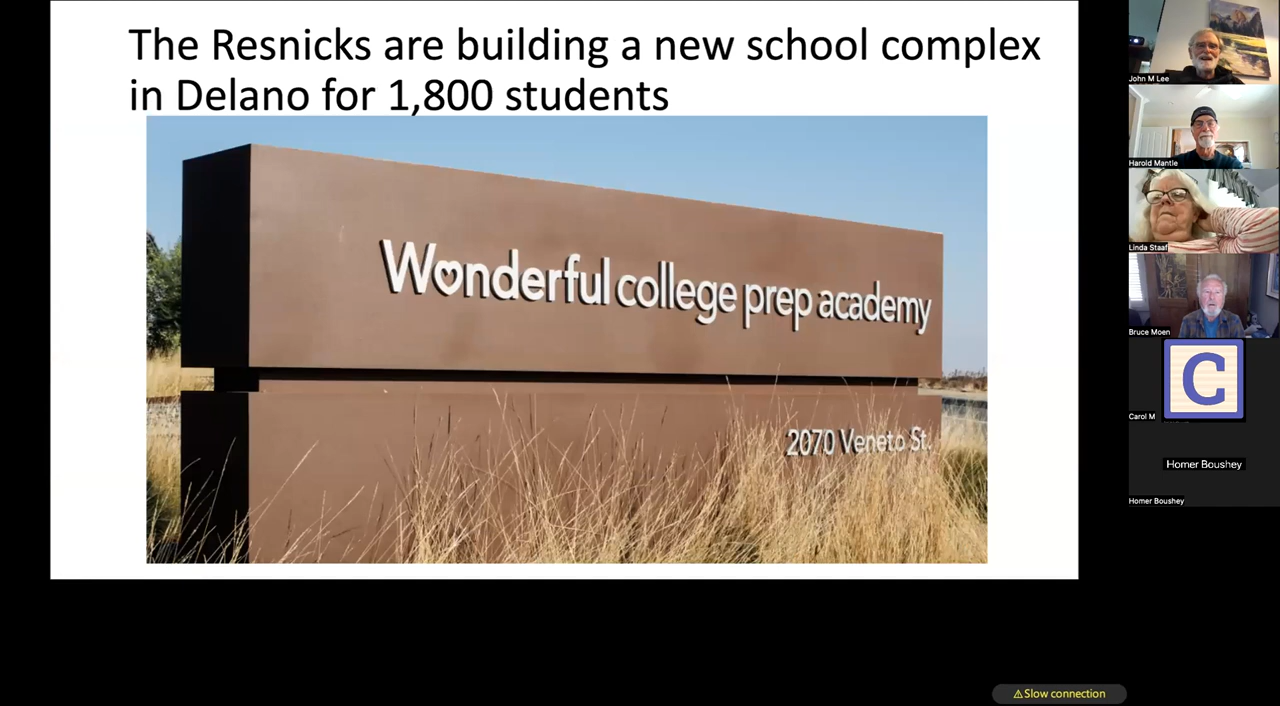 The Resnicks are building a new school complex
in Delano for 1,800 students
Wonderful college prep academy
2070 Veneto St.
John M Lee
Harold Mantle
Linda Staaf
Bruce Moen
C
Carol M
Homer Boushey
Homer Boushey
⚠Slow connection